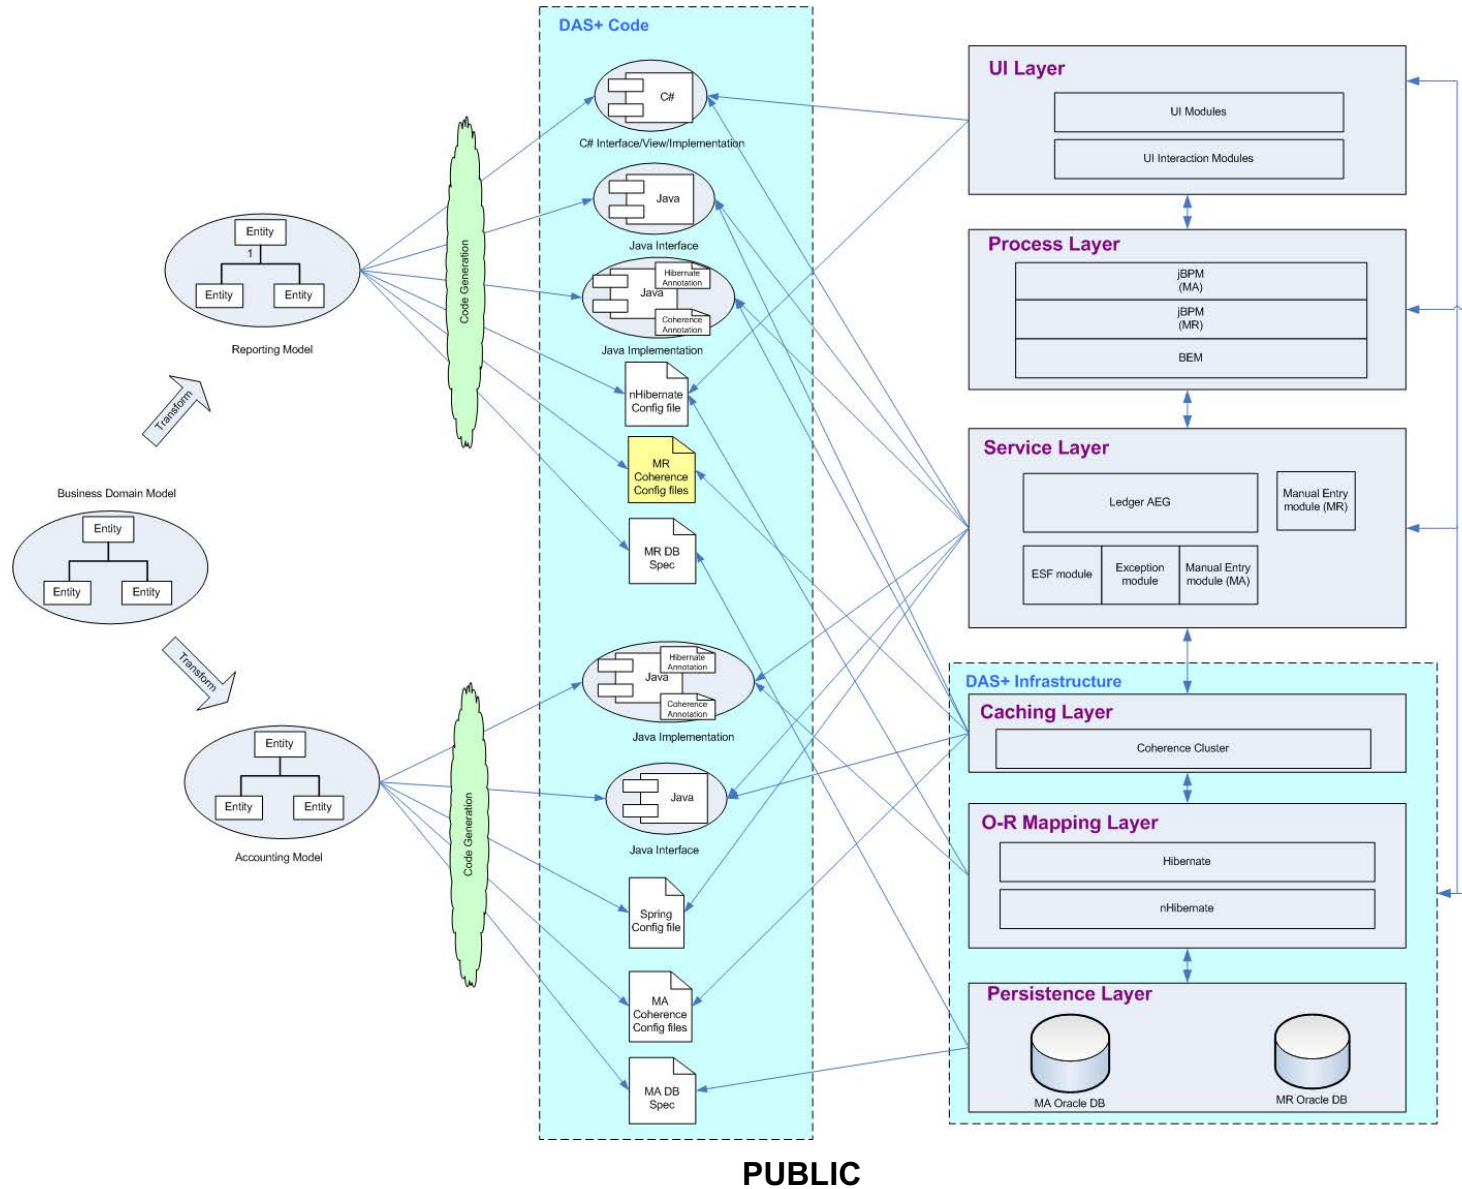 DAS+ Code
C#
C# Interface/View/Implementation
Java
Java Interface
Hibernate
Annotation
Java
Coherence
Annotation
Java Implementation
nHibernate
Config file
MR
Coherence
Config files
MR DB
Spec
Hibernate
Annotation
Java
Coherence
Annotation
Java Implementation
Java
Java Interface
Spring
Config file
MA
Coherence
Config files
MA DB
Spec
Code Generation
Code Generation
Entity
1
Entity
Entity
Reporting Model
Transform
Business Domain Model
Entity
Entity
Entity
Transform
Entity
Entity
Entity
Accounting Model
UI Layer
UI Modules
UI Interaction Modules
Process Layer
jBPM
(MA)
jBPM
(MR)
BEM
Service Layer
Ledger AEG
Manual Entry
module (MR)
ESF module
Exception
module
Manual Entry
module (MA)
DAS+ Infrastructure
Caching Layer
Coherence Cluster
O-R Mapping Layer
Hibernate
nHibernate
Persistence Layer
MA Oracle DB
MR Oracle DB
PUBLIC